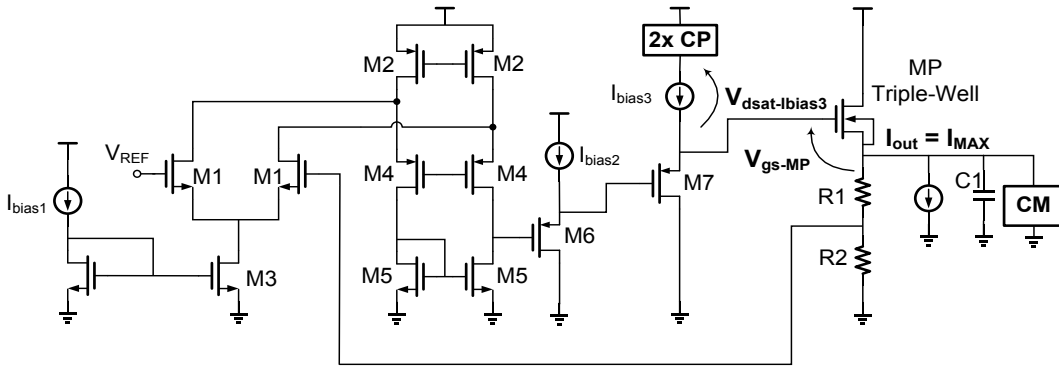 2x CP
M2
M2
MP
Triple-Well
Ibias3
Vdsat-Ibias3
Iout = IMAX
VREF
M1
M1
M4
M4
Ibias2
Vgs-MP
M7
C1
R1
CM
Ibias1
M6
M3
M5
M5
R2